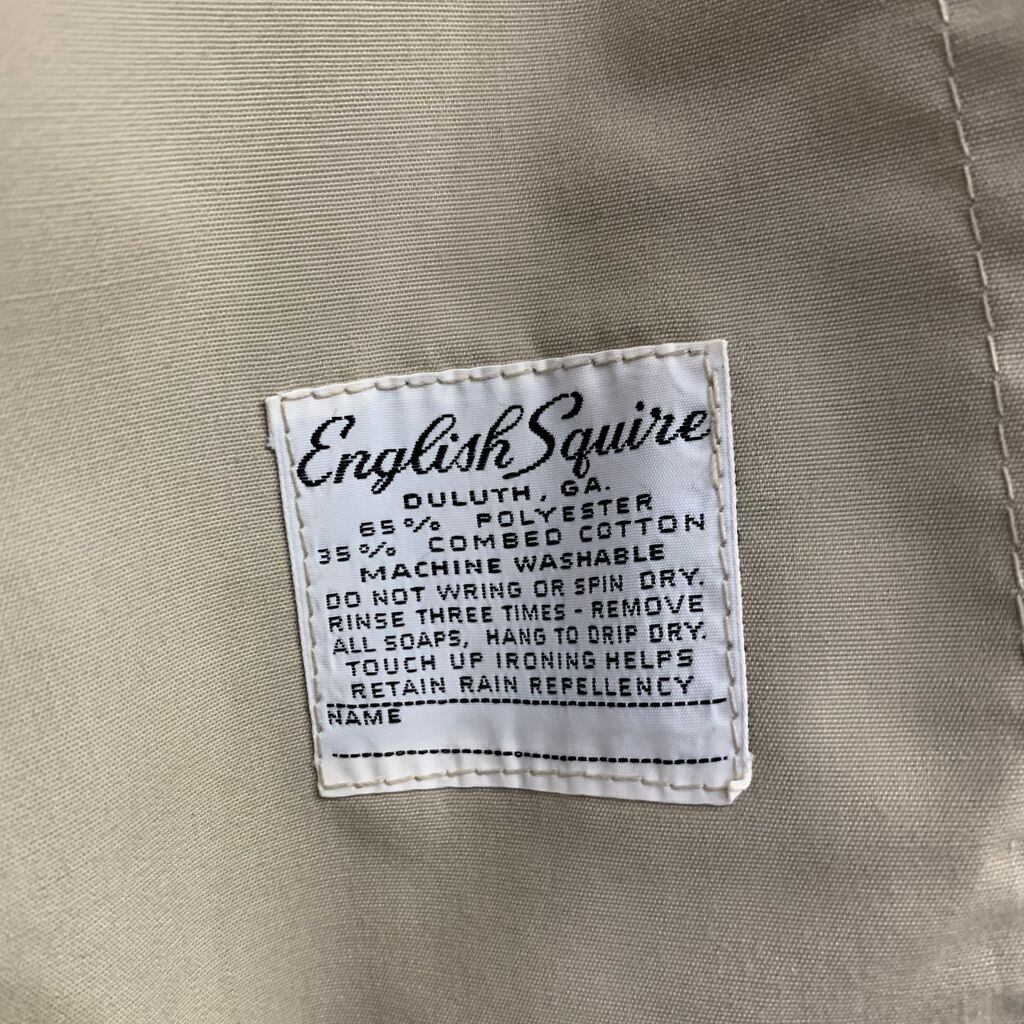 English Squire
DULUTH, GA.
65% POLYESTER
35% COMBED COTTON
MACHINE WASHABLE
DO NOT WRING OR SPIN DRY.
RINSE THREE TIMES - REMOVE
ALL SOAPS, HANG TO DRIP DRY.
TOUCH UP IRONING HELPS
RETAIN RAIN REPELLENCY
NAME